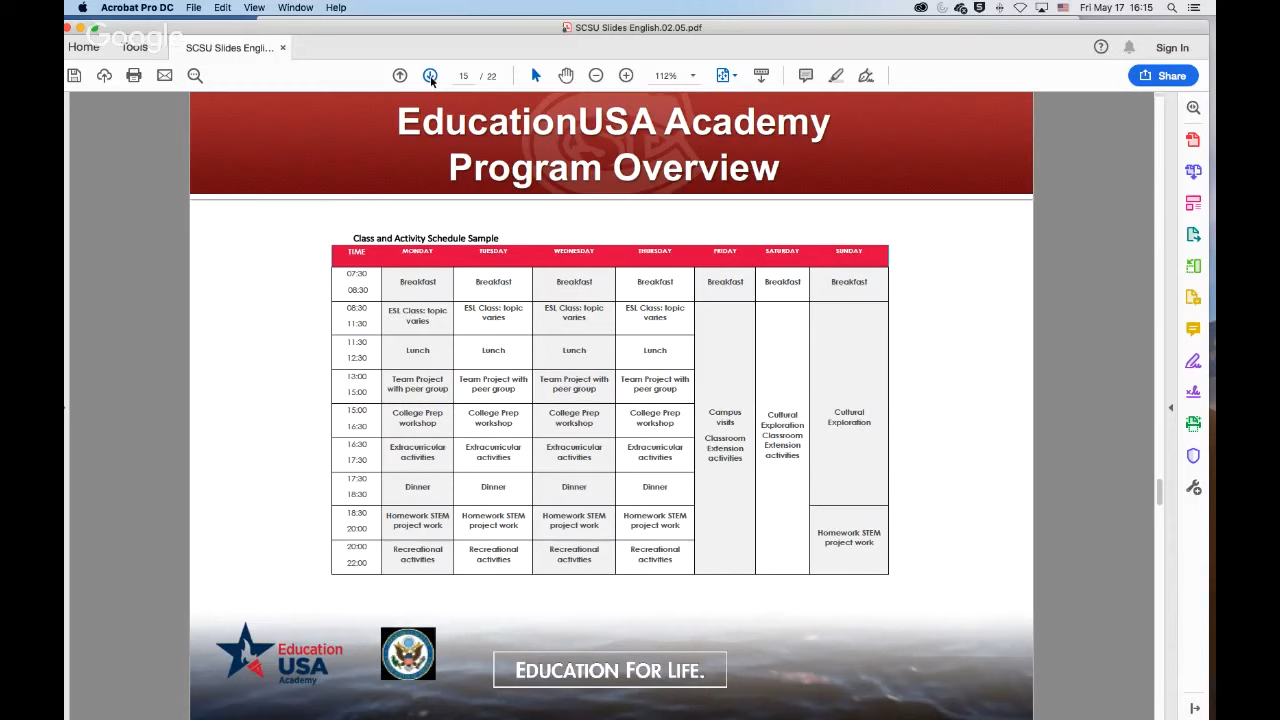 Acrobat Pro DC File Edit View Window Help Fri May 17 16:15
SCSU Slides English.02.05.pdf
Google
Home Tools SCSU Slides Engli... × Sign In
15 / 22 112% Share
EducationUSA Academy
Program Overview
Class and Activity Schedule Sample
TIME MONDAY TUESDAY WEDNESDAY THURSDAY FRIDAY SATURDAY SUNDAY
07:30
08:30
Breakfast Breakfast Breakfast Breakfast Breakfast Breakfast Breakfast
08:30
11:30
ESL Class: topic varies ESL Class: topic varies ESL Class: topic varies ESL Class: topic varies
11:30
12:30
Lunch Lunch Lunch Lunch
13:00
15:00
Team Project with peer group Team Project with peer group Team Project with peer group Team Project with peer group
15:00
16:30
College Prep workshop College Prep workshop College Prep workshop College Prep workshop
16:30
17:30
Extracurricular activities Extracurricular activities Extracurricular activities Extracurricular activities
17:30
18:30
Dinner Dinner Dinner Dinner
18:30
20:00
Homework STEM project work Homework STEM project work Homework STEM project work Homework STEM project work
20:00
22:00
Recreational activities Recreational activities Recreational activities Recreational activities
Campus
visits
Classroom
Extension
activities
Cultural
Exploration
Classroom
Extension
activities
Cultural
Exploration
Homework STEM
project work
Education
USA
Academy
EDUCATION FOR LIFE.